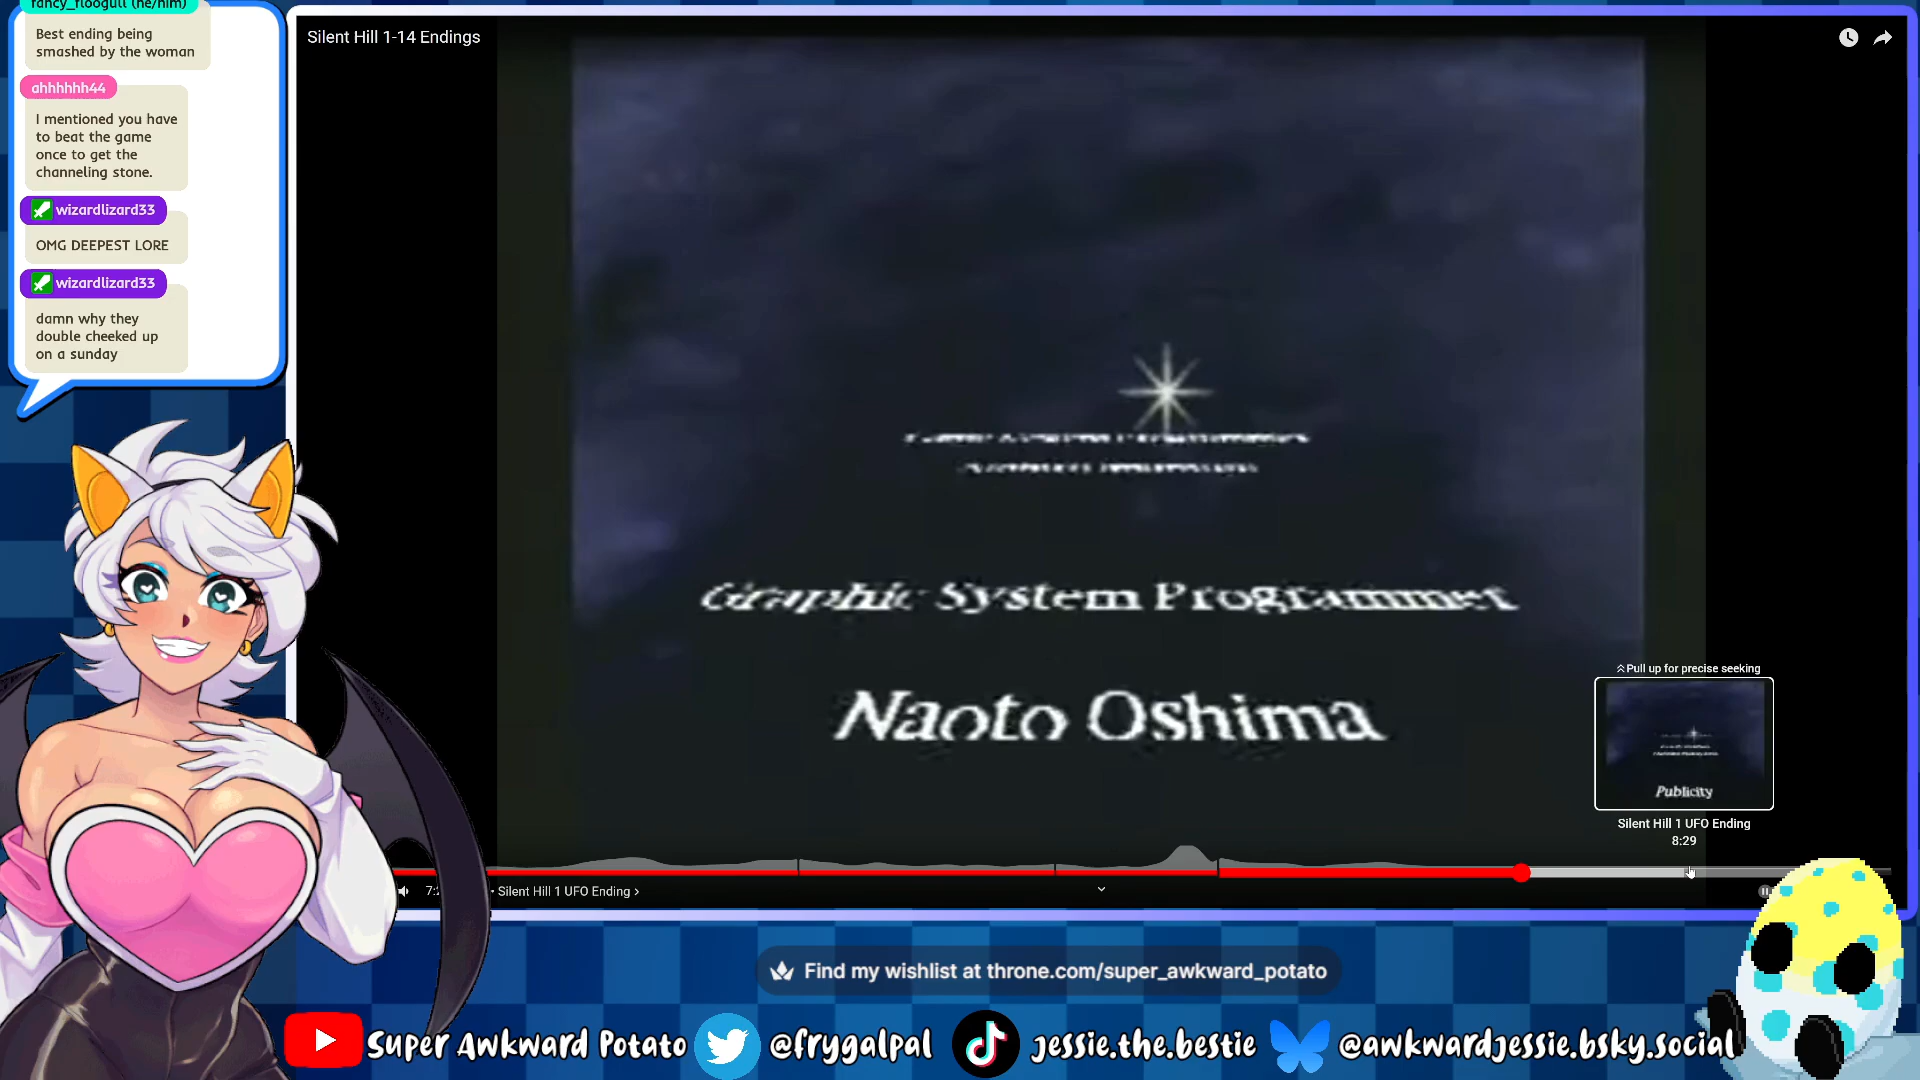 fancy_floogull (he/him)
Best ending being
smashed by the woman
ahhhhhh44
I mentioned you have
to beat the game
once to get the
channeling stone.
wizardlizard33
OMG DEEPEST LORE
wizardlizard33
damn why they
double cheeked up
on a sunday
Silent Hill 1-14 Endings
Graphic System Programmer
Naoto Oshima
Pull up for precise seeking
Publicity
Silent Hill 1 UFO Ending
8:29
• Silent Hill 1 UFO Ending ›
Find my wishlist at throne.com/super_awkward_potato
Super Awkward Potato
@frygalpal
jessie.the.bestie
@awkwardjessie.bsky.social